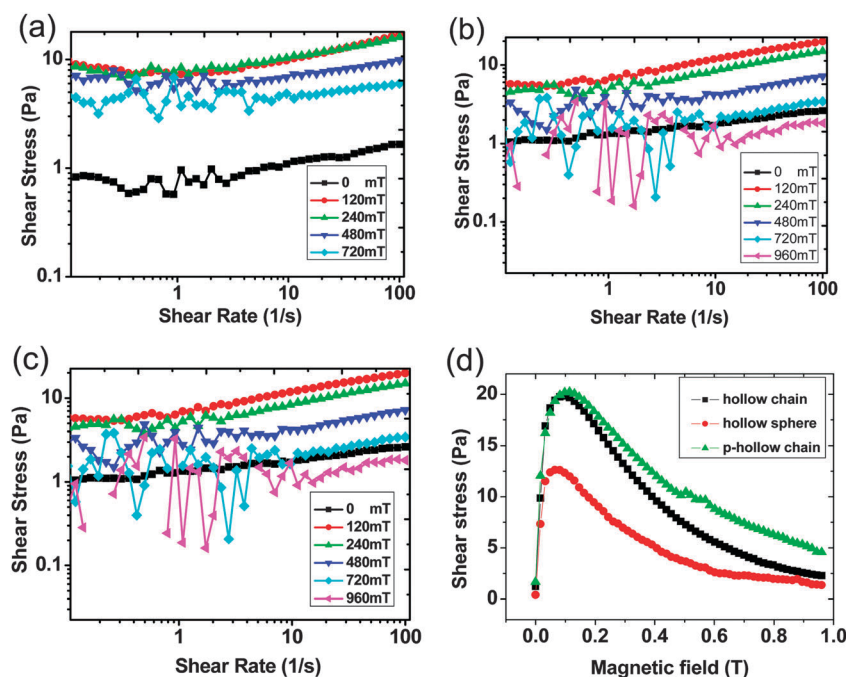 (a)
10
1
0.1
Shear Stress (Pa)
0 mT
120mT
240mT
480mT
720mT
1 10 100
Shear Rate (1/s)
(b)
10
1
0.1
Shear Stress (Pa)
0 mT
120mT
240mT
480mT
720mT
960mT
1 10 100
Shear Rate (1/s)
(c)
10
1
0.1
Shear Stress (Pa)
0 mT
120mT
240mT
480mT
720mT
960mT
1 10 100
Shear Rate (1/s)
(d)
20
15
10
5
0
Shear stress (Pa)
hollow chain
hollow sphere
p-hollow chain
0.0 0.2 0.4 0.6 0.8 1.0
Magnetic field (T)